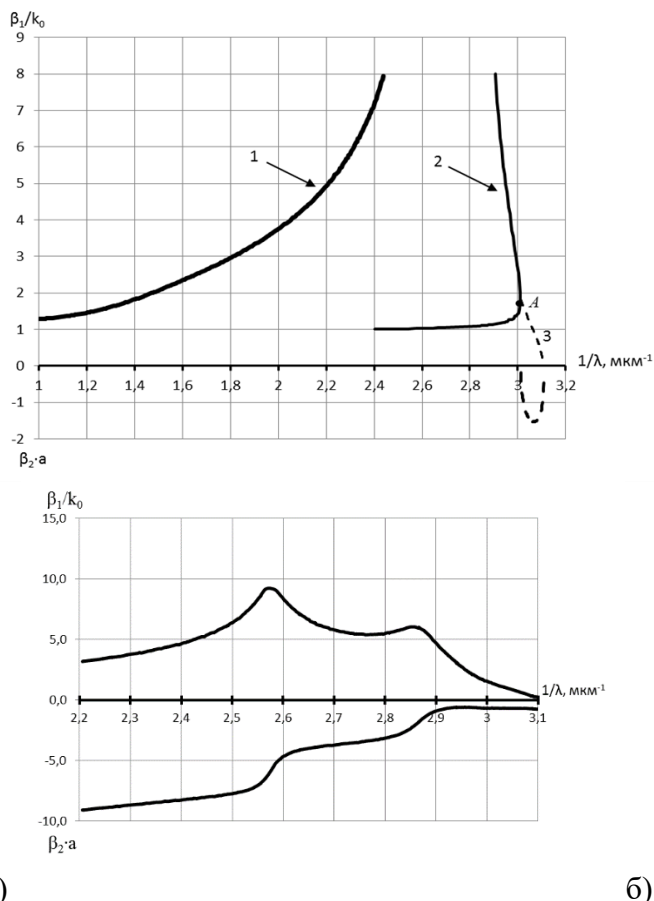 β₁/k₀
9
8
7
6
5
4
3
2
1
0
-1
-2
1
2
A
3
1/λ, мкм⁻¹
1 1,2 1,4 1,6 1,8 2 2,2 2,4 2,6 2,8 3 3,2
β₂·a
β₁/k₀
15,0
10,0
5,0
0,0
-5,0
-10,0
1/λ, мкм⁻¹
2,2 2,3 2,4 2,5 2,6 2,7 2,8 2,9 3 3,1
β₂·a
) б)